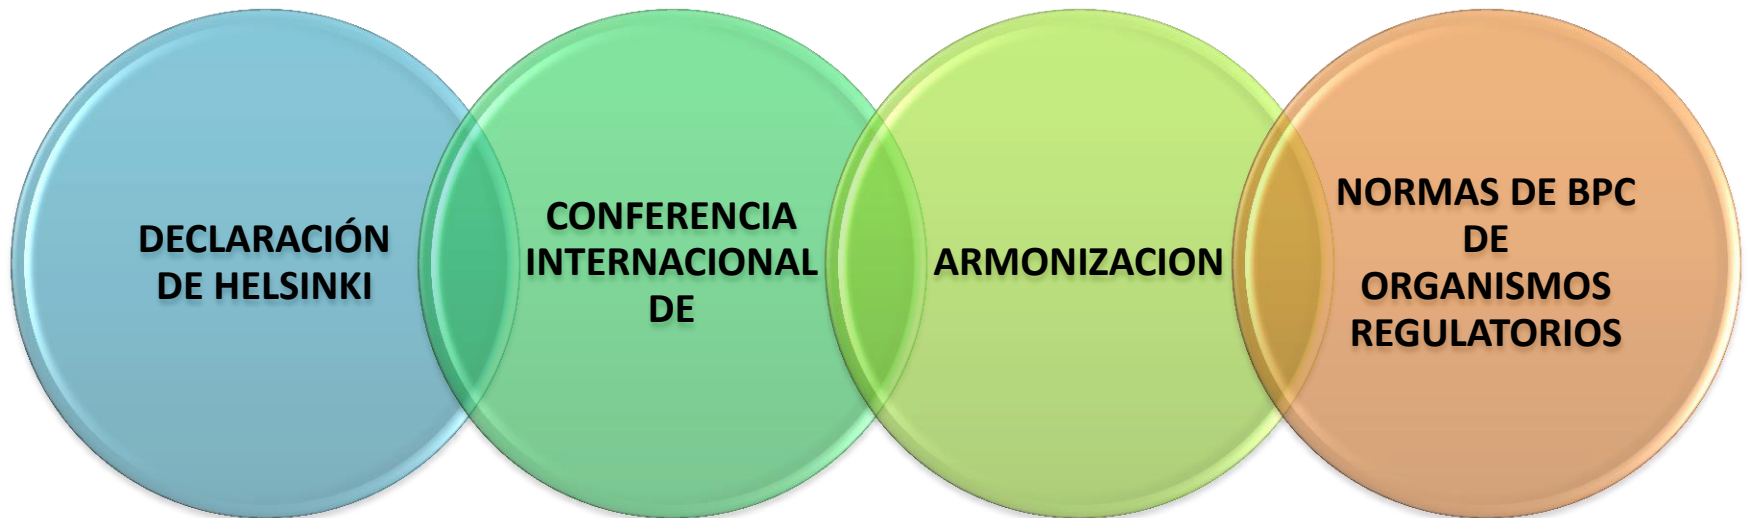 DECLARACIÓN
DE HELSINKI
CONFERENCIA
INTERNACIONAL
DE
ARMONIZACION
NORMAS DE BPC
DE
ORGANISMOS
REGULATORIOS